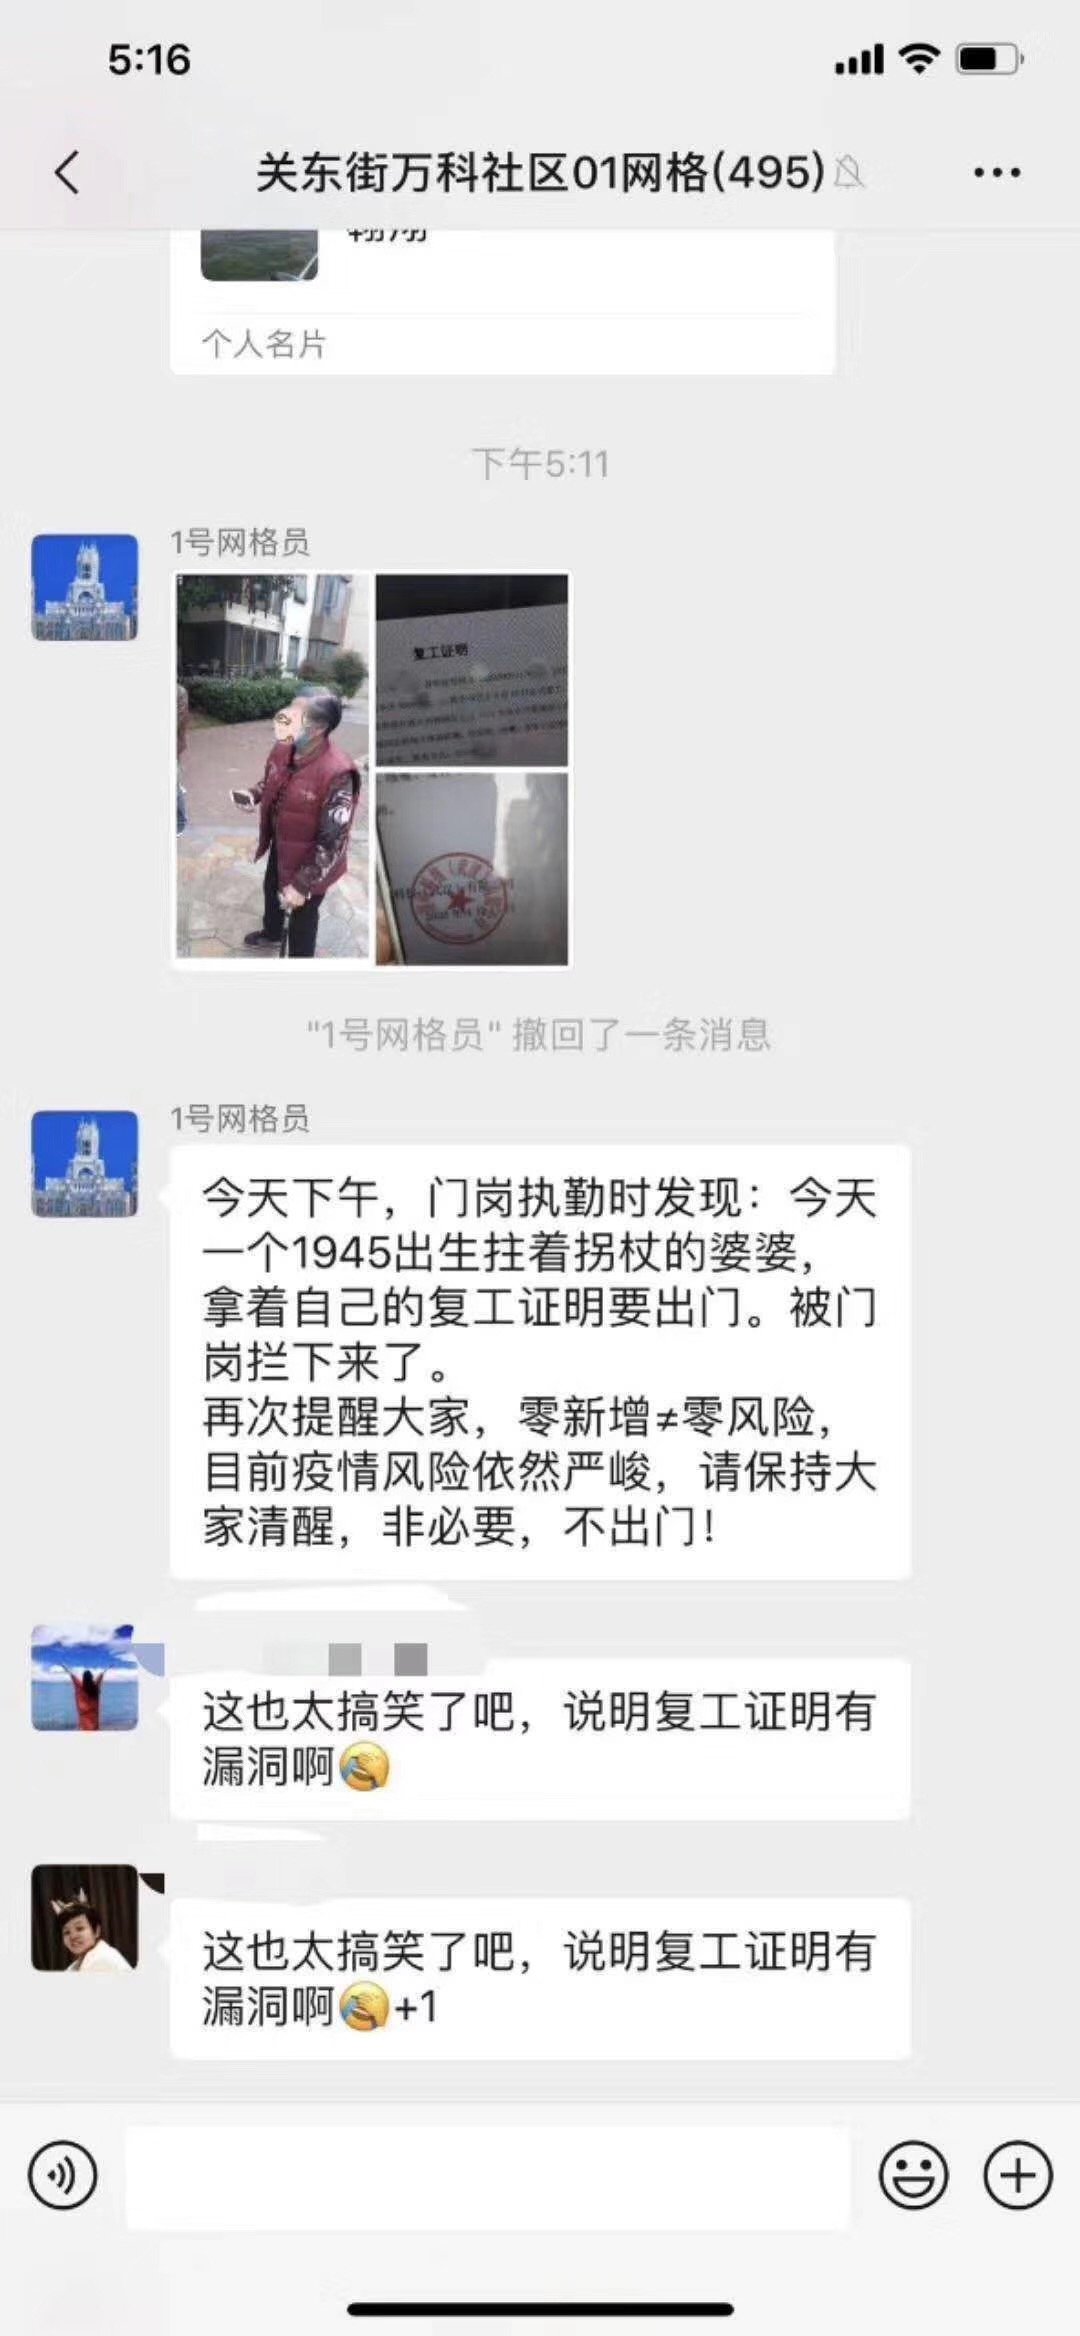 5:16
关东街万科社区01网格(495)
个人名片
下午5:11
1号网格员
复工证明
"1号网格员" 撤回了一条消息
1号网格员
今天下午，门岗执勤时发现：今天
一个1945出生拄着拐杖的婆婆，
拿着自己的复工证明要出门。被门
岗拦下来了。
再次提醒大家，零新增≠零风险，
目前疫情风险依然严峻，请保持大
家清醒，非必要，不出门！
这也太搞笑了吧，说明复工证明有
漏洞啊🤦
这也太搞笑了吧，说明复工证明有
漏洞啊🤦+1